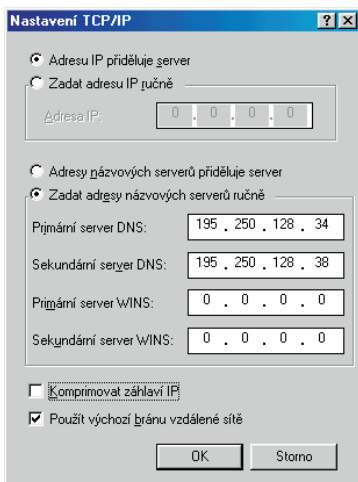 Nastavení TCP/IP
Adresu IP přiděluje server
Zadat adresu IP ručně
Adresa IP: 0 . 0 . 0 . 0
Adresy názvových serverů přiděluje server
Zadat adresy názvových serverů ručně
Primární server DNS: 195 . 250 . 128 . 34
Sekundární server DNS: 195 . 250 . 128 . 38
Primární server WINS: 0 . 0 . 0 . 0
Sekundární server WINS: 0 . 0 . 0 . 0
Komprimovat záhlaví IP
Použít výchozí bránu vzdálené sítě
OK Storno